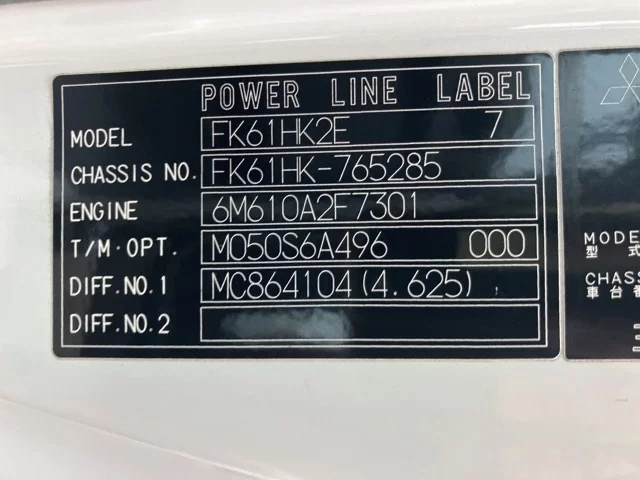 POWER LINE LABEL
MODEL FK61HK2E 7
CHASSIS NO. FK61HK-765285
ENGINE 6M610A2F7301
T/M·OPT. M050S6A496 000
DIFF.NO.1 MC864104(4.625)
DIFF.NO.2
MODE
型 式
CHAS
車台番